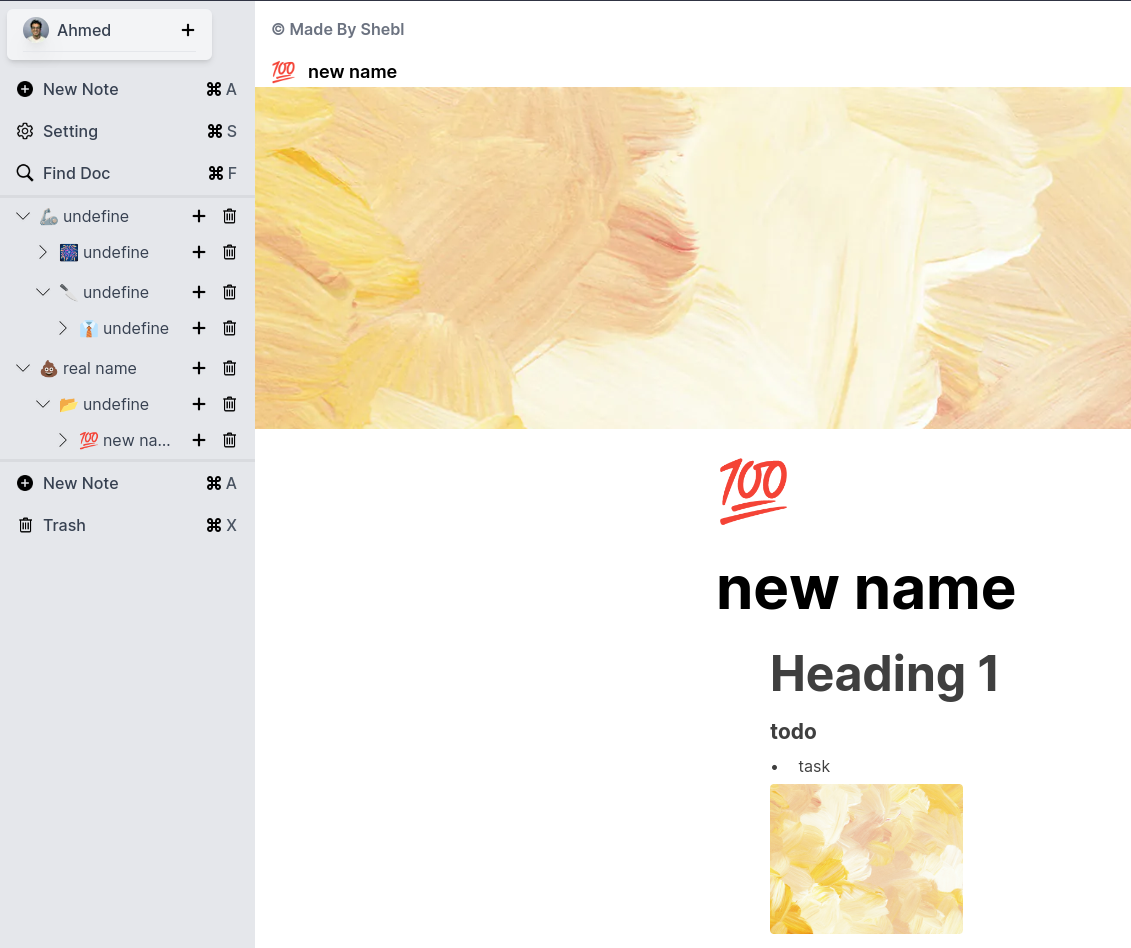 Ahmed
New Note ⌘ A
Setting ⌘ S
Find Doc ⌘ F
undefine
undefine
undefine
undefine
real name
undefine
💯 new na...
New Note ⌘ A
Trash ⌘ X
© Made By Shebl
💯 new name
💯
new name
Heading 1
todo
• task